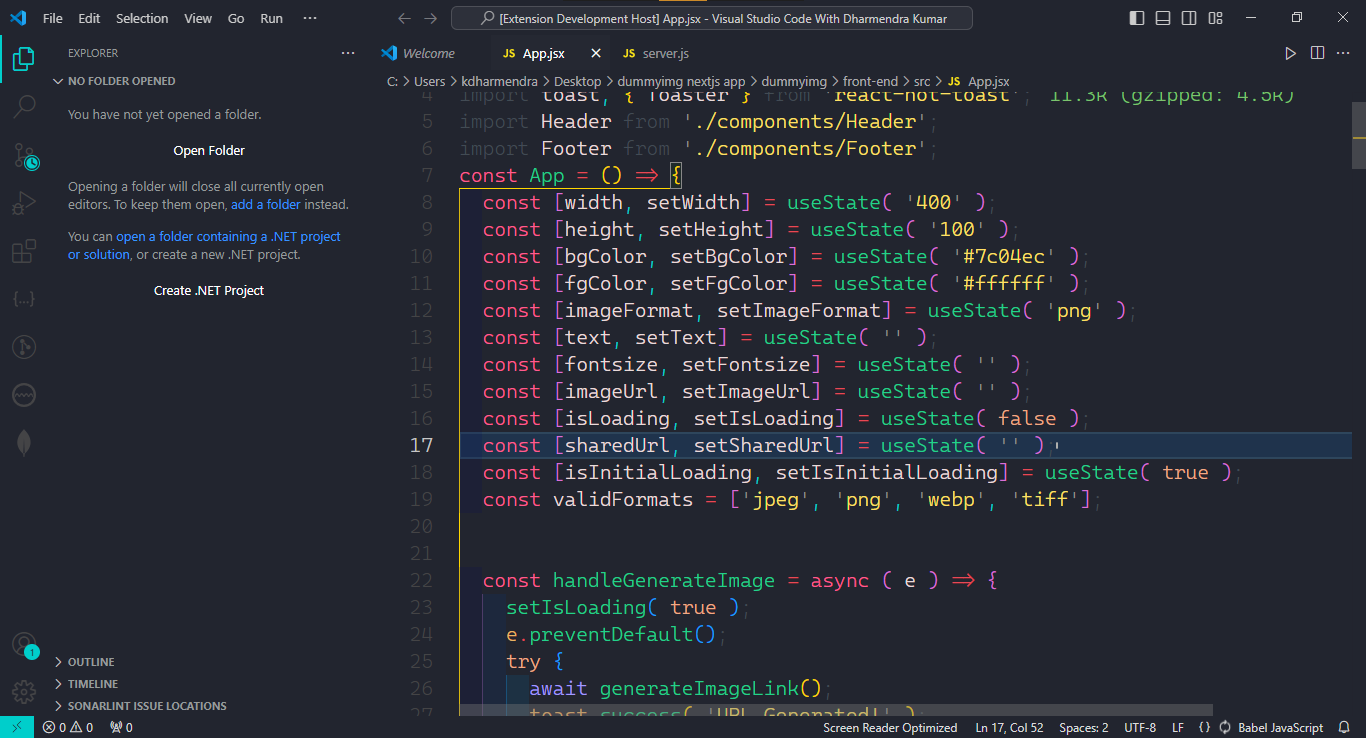 File Edit Selection View Go Run ···
[Extension Development Host] App.jsx - Visual Studio Code With Dharmendra Kumar
EXPLORER
NO FOLDER OPENED
You have not yet opened a folder.
Open Folder
Opening a folder will close all currently open
editors. To keep them open, add a folder instead.
You can open a folder containing a .NET project
or solution, or create a new .NET project.
Create .NET Project
OUTLINE
TIMELINE
SONARLINT ISSUE LOCATIONS
Welcome JS App.jsx JS server.js
C: > Users > kdharmendra > Desktop > dummyimg nextjs app > dummyimg > front-end > src > JS App.jsx
4 import toast, { Toaster } from 'react-hot-toast'; 11.3K (gzipped: 4.5K)
5 import Header from './components/Header';
6 import Footer from './components/Footer';
7 const App = () => {
8 const [width, setWidth] = useState( '400' );
9 const [height, setHeight] = useState( '100' );
10 const [bgColor, setBgColor] = useState( '#7c04ec' );
11 const [fgColor, setFgColor] = useState( '#ffffff' );
12 const [imageFormat, setImageFormat] = useState( 'png' );
13 const [text, setText] = useState( '' );
14 const [fontsize, setFontsize] = useState( '' );
15 const [imageUrl, setImageUrl] = useState( '' );
16 const [isLoading, setIsLoading] = useState( false );
17 const [sharedUrl, setSharedUrl] = useState( '' );
18 const [isInitialLoading, setIsInitialLoading] = useState( true );
19 const validFormats = ['jpeg', 'png', 'webp', 'tiff'];
20
21
22 const handleGenerateImage = async ( e ) => {
23 setIsLoading( true );
24 e.preventDefault();
25 try {
26 await generateImageLink();
27 toast.success( 'URL Generated!' );
1
0 0 0
Screen Reader Optimized Ln 17, Col 52 Spaces: 2 UTF-8 LF {} Babel JavaScript